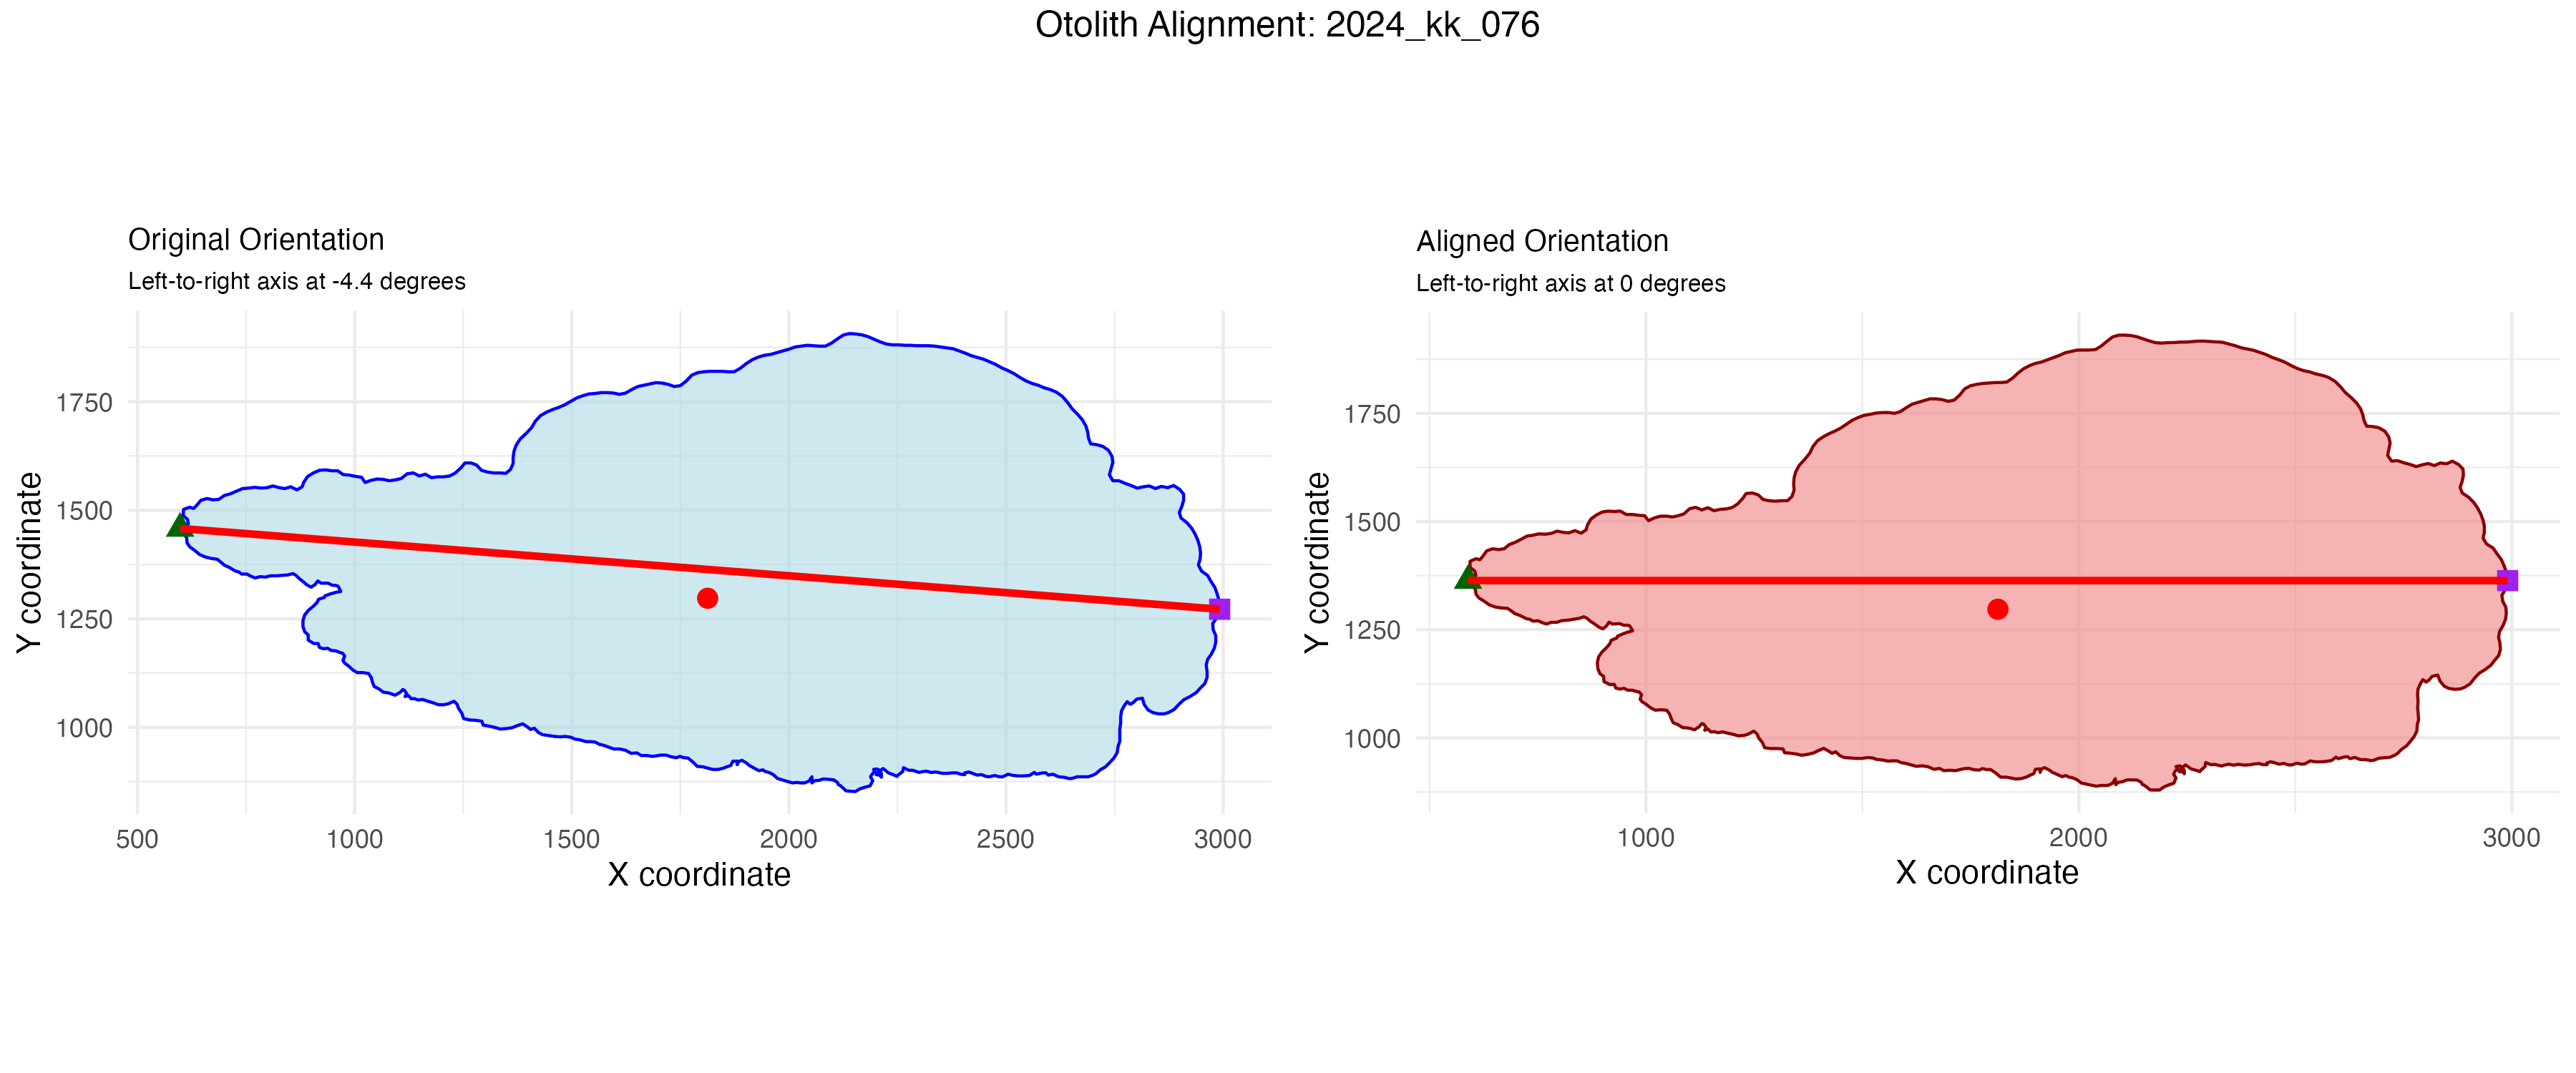 Otolith Alignment: 2024_kk_076
Original Orientation
Left-to-right axis at -4.4 degrees
Y coordinate
1750
1500
1250
1000
500 1000 1500 2000 2500 3000
X coordinate
Aligned Orientation
Left-to-right axis at 0 degrees
Y coordinate
1750
1500
1250
1000
1000 2000 3000
X coordinate